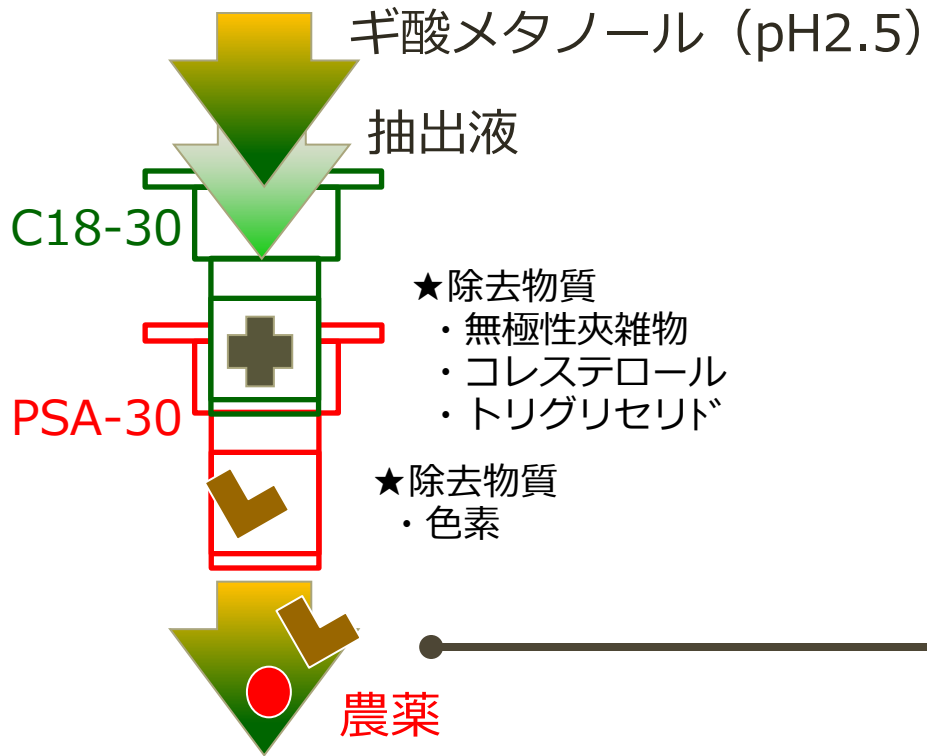 ギ酸メタノール（pH2.5）
抽出液
C18-30
★除去物質
・無極性夾雑物
・コレステロール
・トリグリセリド
PSA-30
★除去物質
・色素
農薬